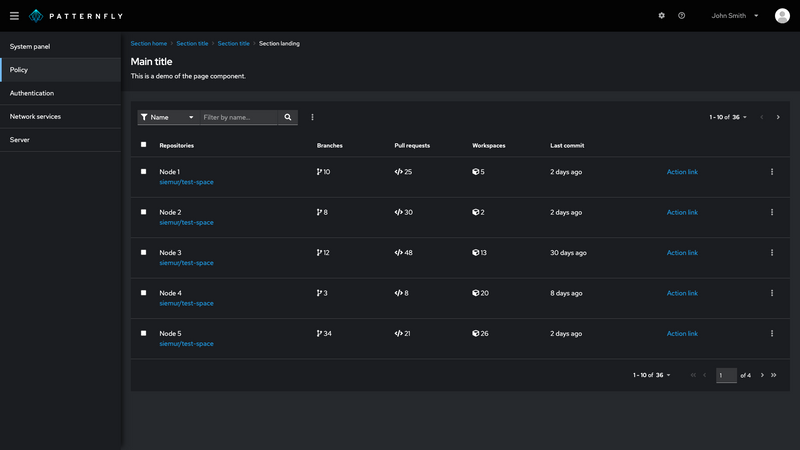 PATTERNFLY
John Smith
System panel
Policy
Authentication
Network services
Server
Section home > Section title > Section title > Section landing
Main title
This is a demo of the page component.
Name Filter by name... 1 - 10 of 36
Repositories Branches Pull requests Workspaces Last commit
Node 1 10 25 5 2 days ago Action link
siemur/test-space
Node 2 8 30 2 2 days ago Action link
siemur/test-space
Node 3 12 48 13 30 days ago Action link
siemur/test-space
Node 4 3 8 20 8 days ago Action link
siemur/test-space
Node 5 34 21 26 2 days ago Action link
siemur/test-space
1 - 10 of 36 1 of 4